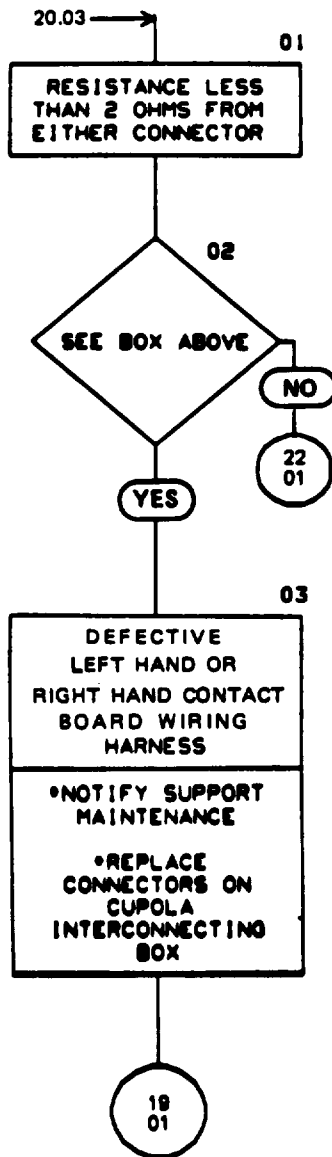 20.03
01
RESISTANCE LESS
THAN 2 OHMS FROM
EITHER CONNECTOR
02
SEE BOX ABOVE
NO
22
01
YES
03
DEFECTIVE
LEFT HAND OR
RIGHT HAND CONTACT
BOARD WIRING
HARNESS
*NOTIFY SUPPORT
MAINTENANCE
*REPLACE
CONNECTORS ON
CUPOLA
INTERCONNECTING
BOX
19
01